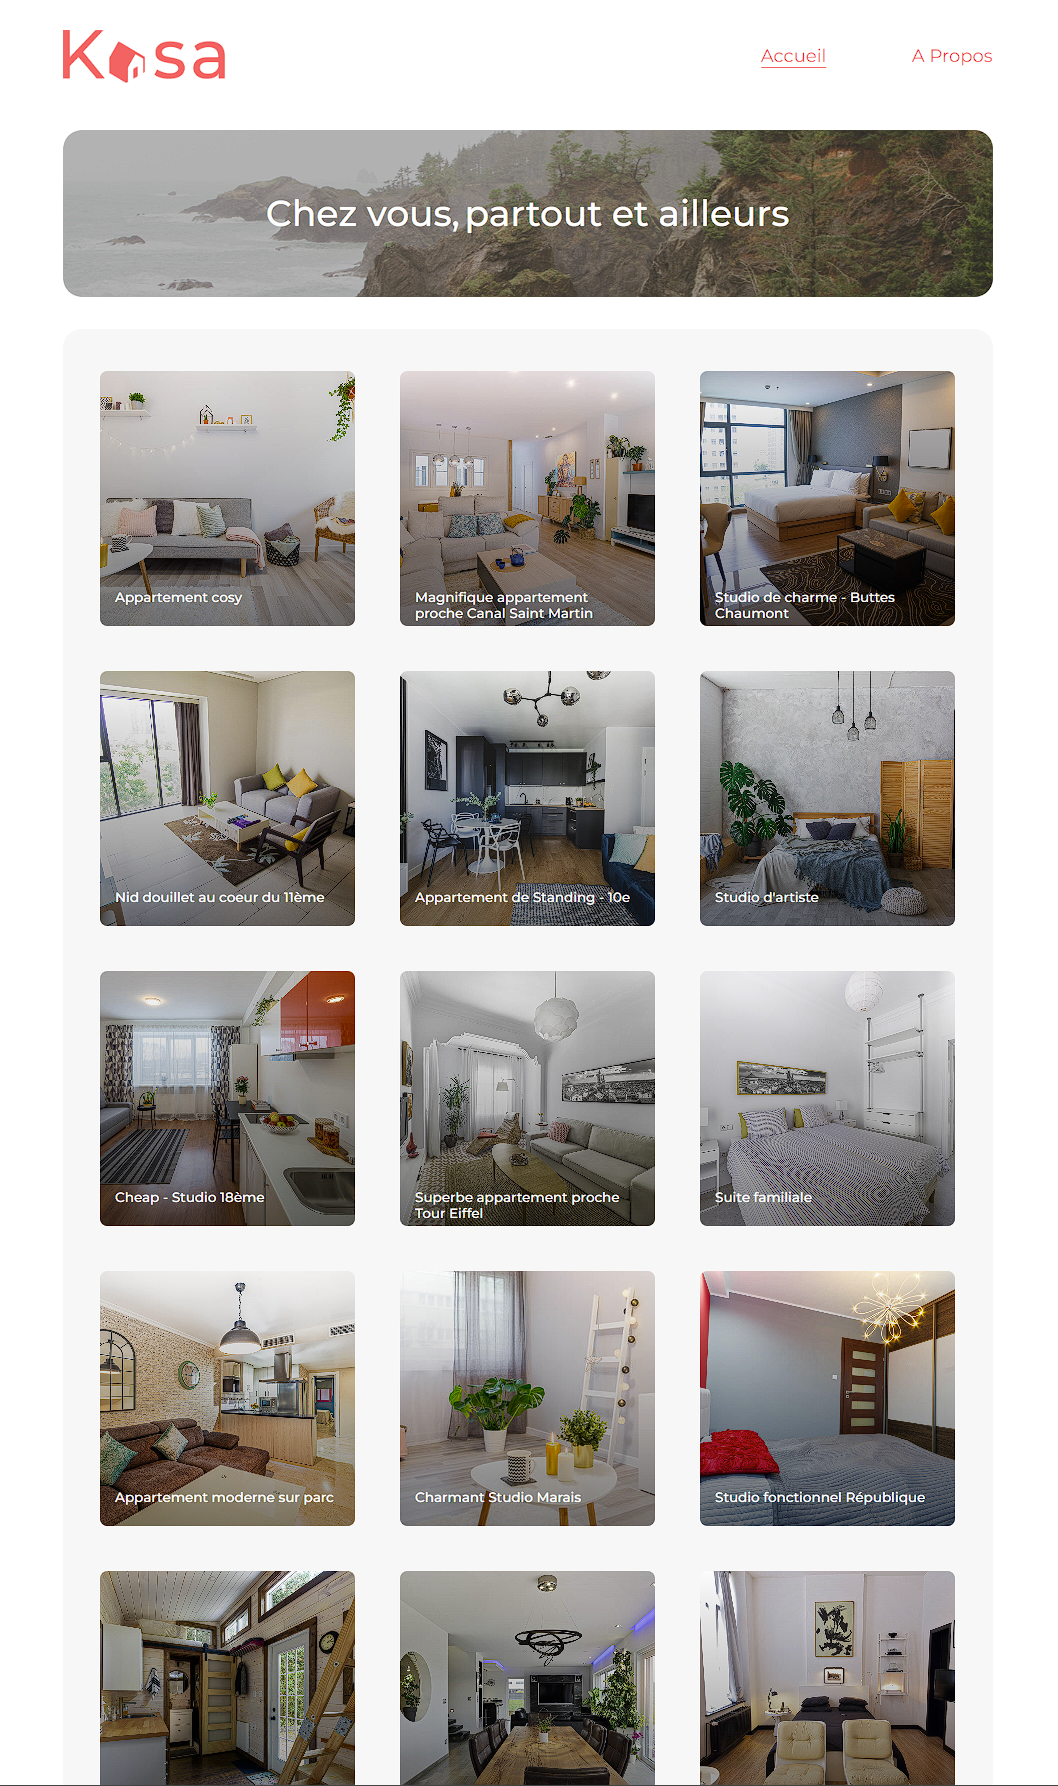 Kasa
Accueil
A Propos
Chez vous, partout et ailleurs
Appartement cosy
Magnifique appartement
proche Canal Saint Martin
Studio de charme - Buttes
Chaumont
Nid douillet au coeur du 11ème
Appartement de Standing - 10e
Studio d'artiste
Cheap - Studio 18ème
Superbe appartement proche
Tour Eiffel
Suite familiale
Appartement moderne sur parc
Charmant Studio Marais
Studio fonctionnel République